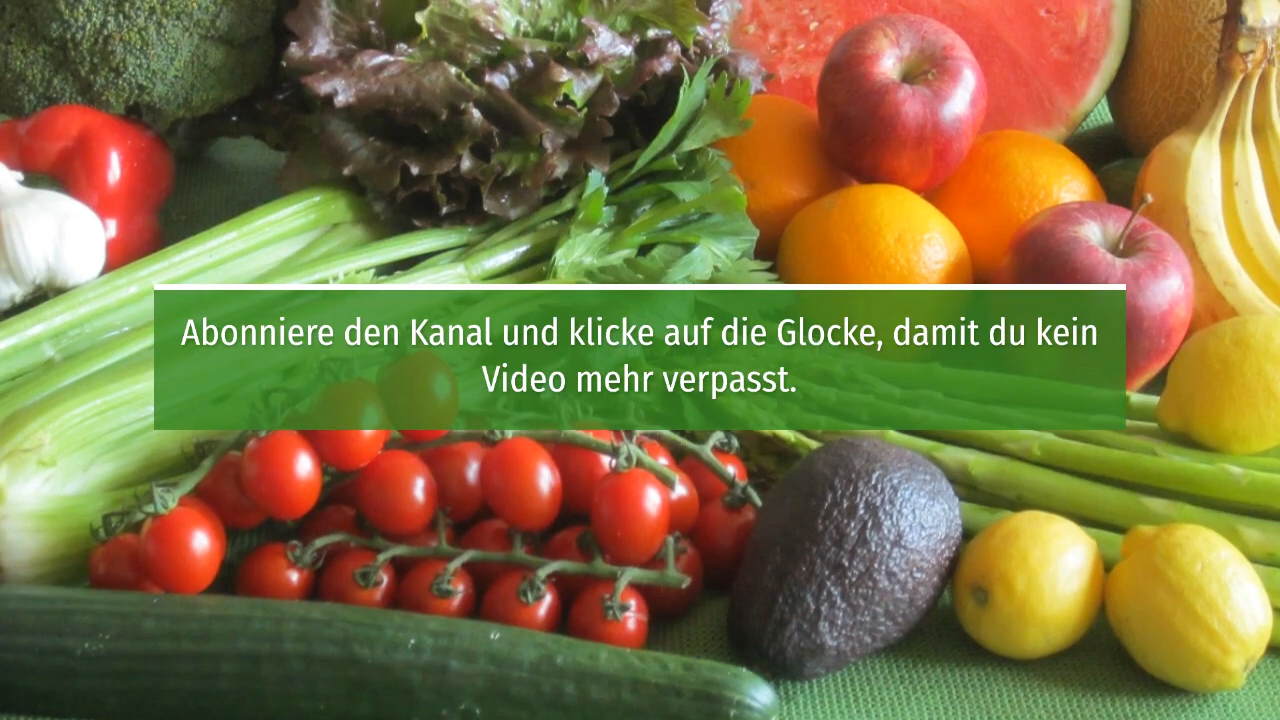 Abonniere den Kanal und klicke auf die Glocke, damit du kein
Video mehr verpasst.